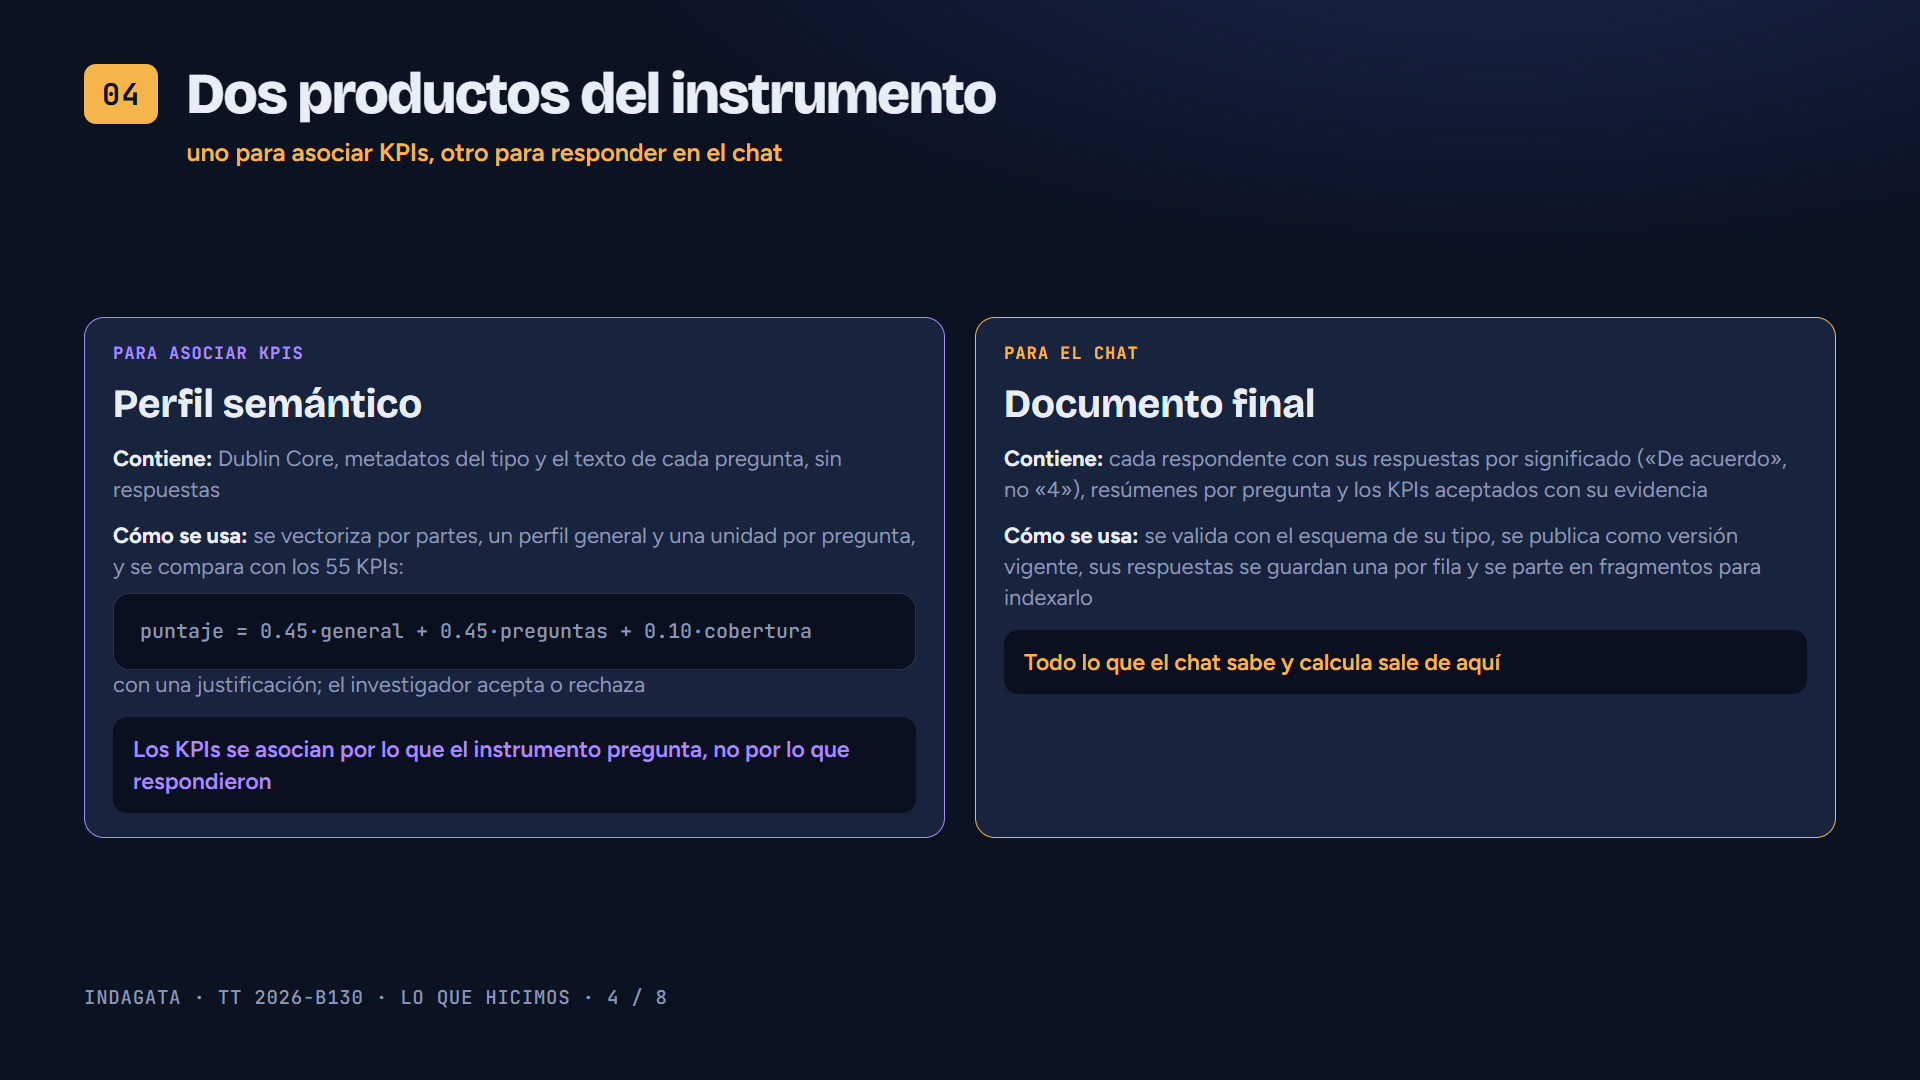 04
Dos productos del instrumento
uno para asociar KPIs, otro para responder en el chat
PARA ASOCIAR KPIS
Perfil semántico
Contiene: Dublin Core, metadatos del tipo y el texto de cada pregunta, sin
respuestas
Cómo se usa: se vectoriza por partes, un perfil general y una unidad por pregunta,
y se compara con los 55 KPIs:
puntaje = 0.45·general + 0.45·preguntas + 0.10·cobertura
con una justificación; el investigador acepta o rechaza
Los KPIs se asocian por lo que el instrumento pregunta, no por lo que
respondieron
PARA EL CHAT
Documento final
Contiene: cada respondente con sus respuestas por significado («De acuerdo»,
no «4»), resúmenes por pregunta y los KPIs aceptados con su evidencia
Cómo se usa: se valida con el esquema de su tipo, se publica como versión
vigente, sus respuestas se guardan una por fila y se parte en fragmentos para
indexarlo
Todo lo que el chat sabe y calcula sale de aquí
INDAGATA · TT 2026-B130 · LO QUE HICIMOS · 4 / 8